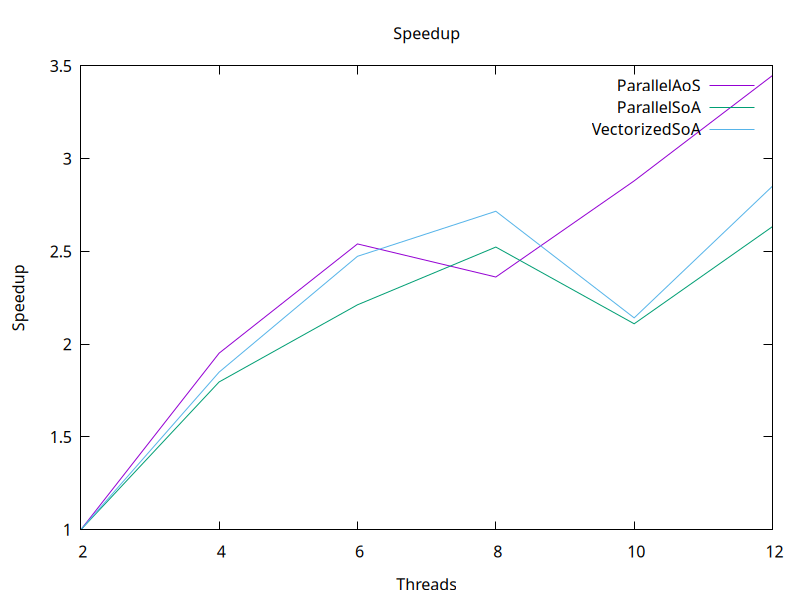 Speedup
3.5
3
2.5
2
1.5
1
Speedup
ParallelAoS
ParallelSoA
VectorizedSoA
2 4 6 8 10 12
Threads